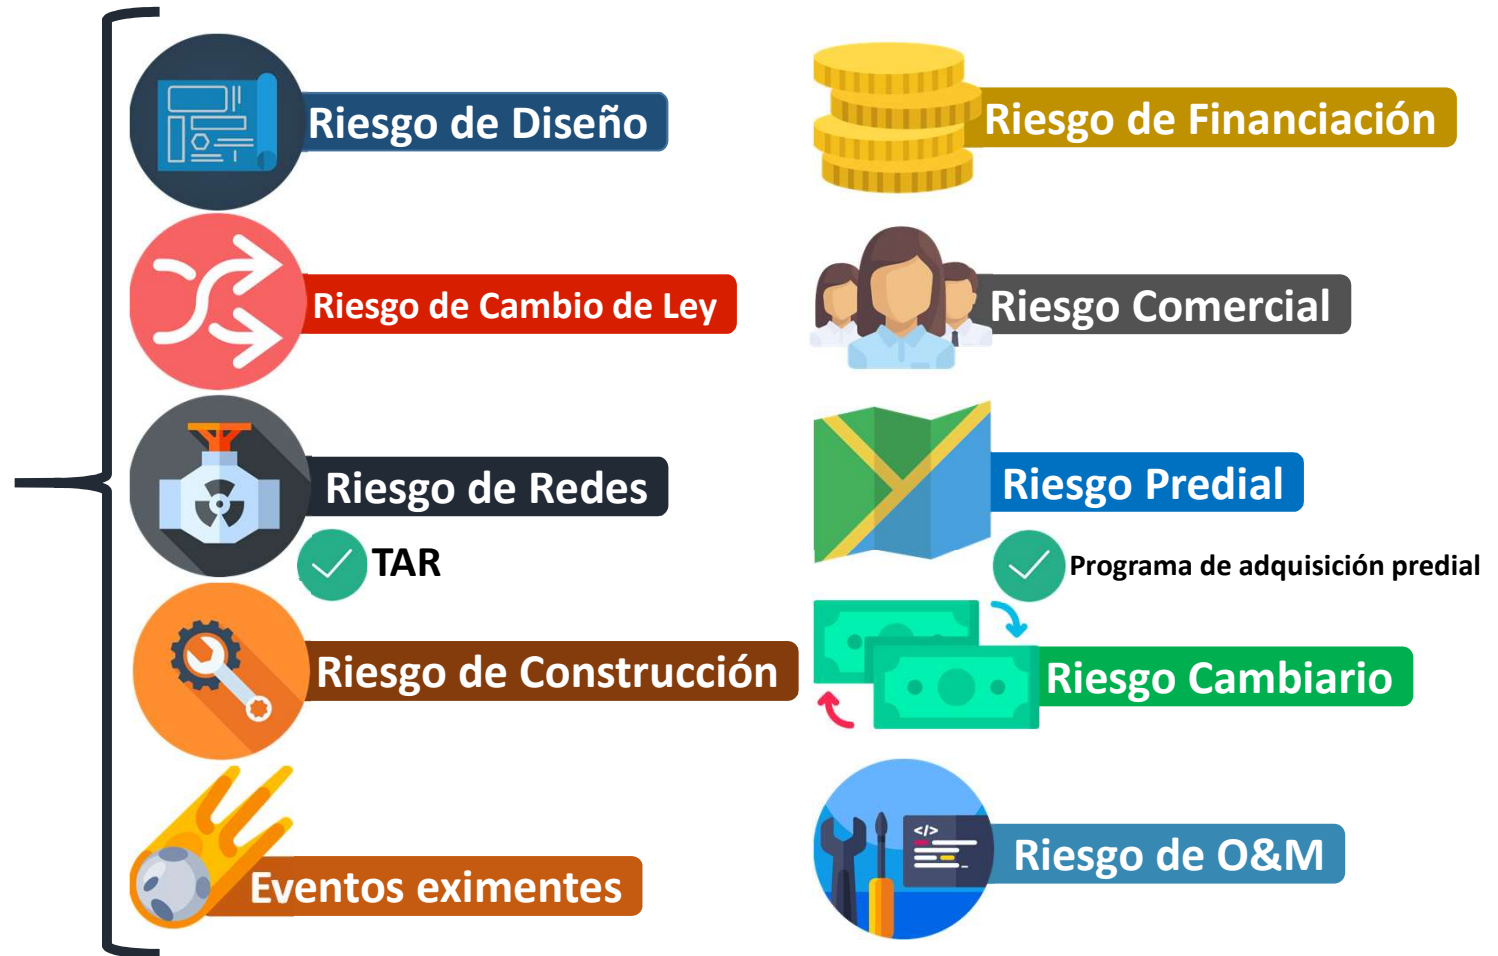 Riesgo de Diseño
Riesgo de Cambio de Ley
Riesgo de Redes
TAR
Riesgo de Construcción
Eventos eximentes
Riesgo de Financiación
Riesgo Comercial
Riesgo Predial
Programa de adquisición predial
Riesgo Cambiario
</>
Riesgo de O&M